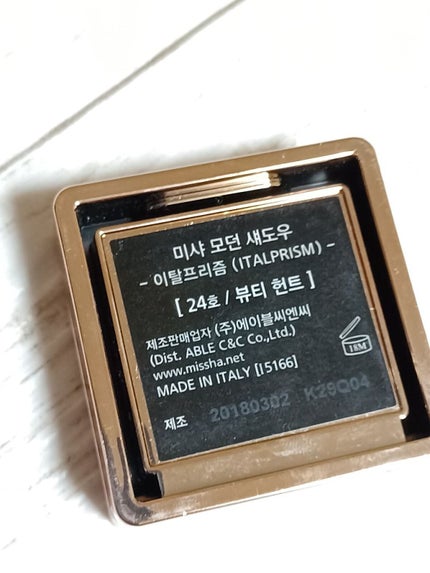 미샤 모던 섀도우
- 이탈프리즘 (ITALPRISM) -
[ 24호 / 뷰티 헌트 ]
제조판매업자 (주)에이블씨엔씨
(Dist. ABLE C&C Co.,Ltd.)
www.missha.net
MADE IN ITALY [I5166]
18M
제조 20180302 K29Q04